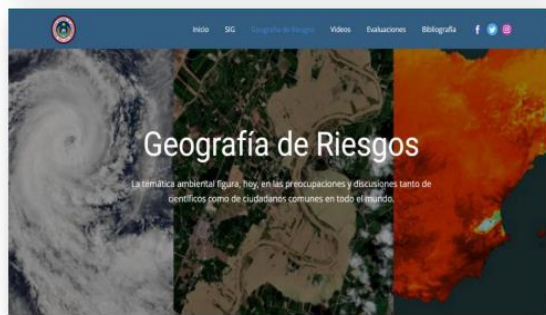 Inicio SIG Geografía de Riesgos Videos Evaluaciones Bibliografía
Geografía de Riesgos
La temática ambiental figura, hoy, en las preocupaciones y discusiones tanto de
científicos como de ciudadanos comunes en todo el mundo.